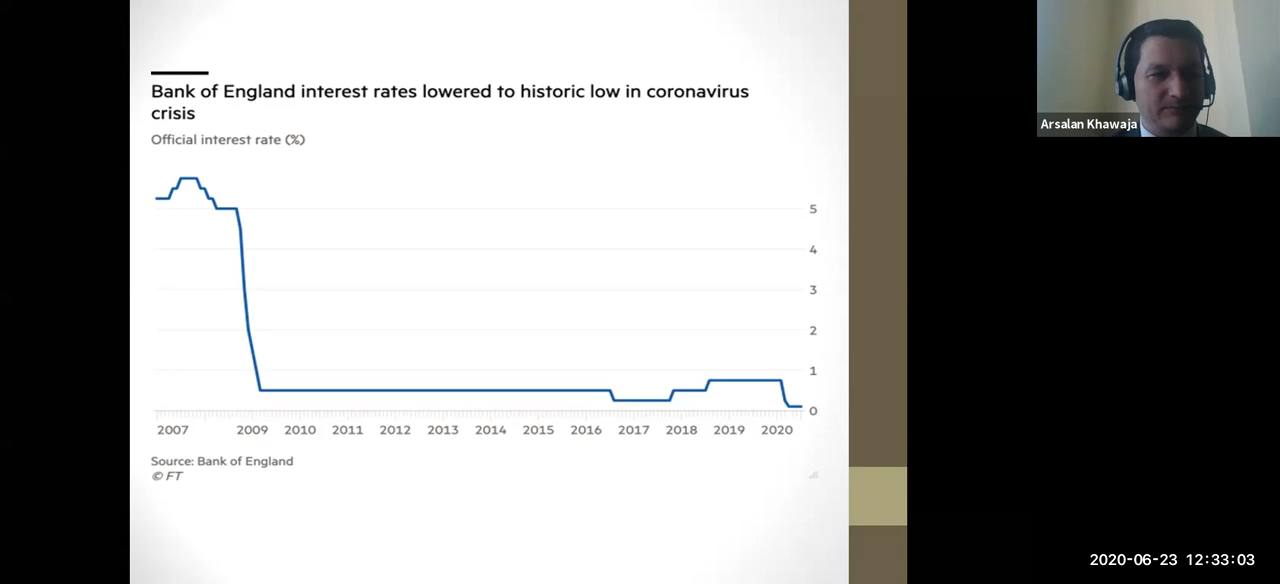 Bank of England interest rates lowered to historic low in coronavirus
crisis
Official interest rate (%)
5
4
3
2
1
0
2007 2009 2010 2011 2012 2013 2014 2015 2016 2017 2018 2019 2020
Source: Bank of England
© FT
Arsalan Khawaja
2020-06-23 12:33:03